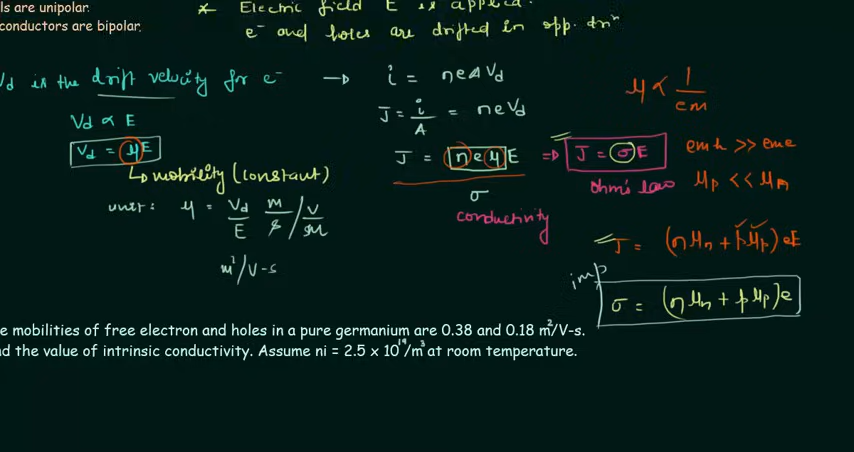 ls are unipolar.
conductors are bipolar.
* Electric field E is applied.
e⁻ and holes are drifted in opp. drxⁿ
Vd is the drift velocity for e⁻ → i = neAVd
Vd ∝ E
Vd = μE
↳ mobility (constant)
unit: μ = Vd/E m/s / V/m
m²/V-s
J = i/A = neVd
J = neμE ⇒ J = σE
σ
conductivity
ohm's law
μ ∝ 1/em
emh >> eme
μp << μn
J = (nμn + pμp)eE
imp
σ = (nμn + pμp)e
e mobilities of free electron and holes in a pure germanium are 0.38 and 0.18 m²/V-s.
d the value of intrinsic conductivity. Assume ni = 2.5 x 10¹⁹/m³ at room temperature.